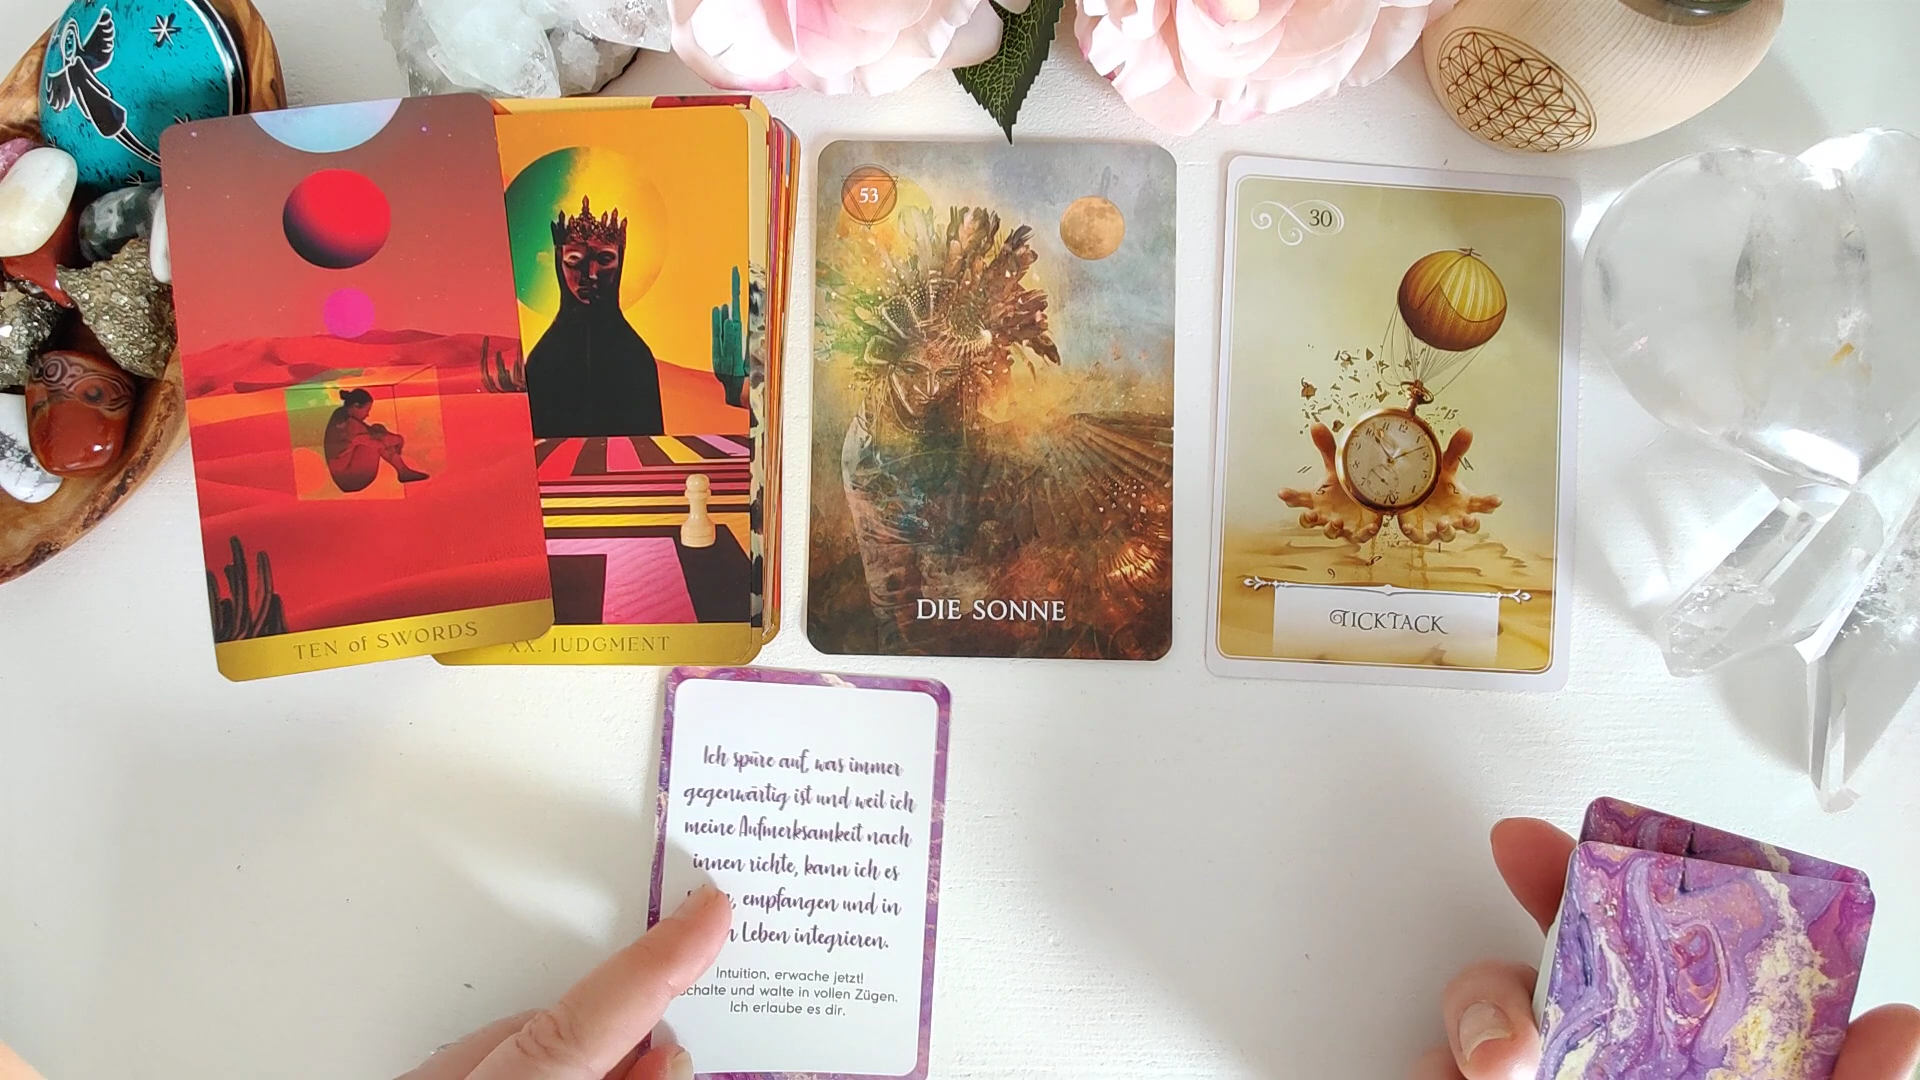 TEN of SWORDS
XX. JUDGMENT
53
DIE SONNE
30
TICKTACK
Ich spüre auf, was immer
gegenwärtig ist und weil ich
meine Aufmerksamkeit nach
innen richte, kann ich es
empfangen und in
Leben integrieren.
Intuition, erwache jetzt!
schalte und walte in vollen Zügen.
Ich erlaube es dir.